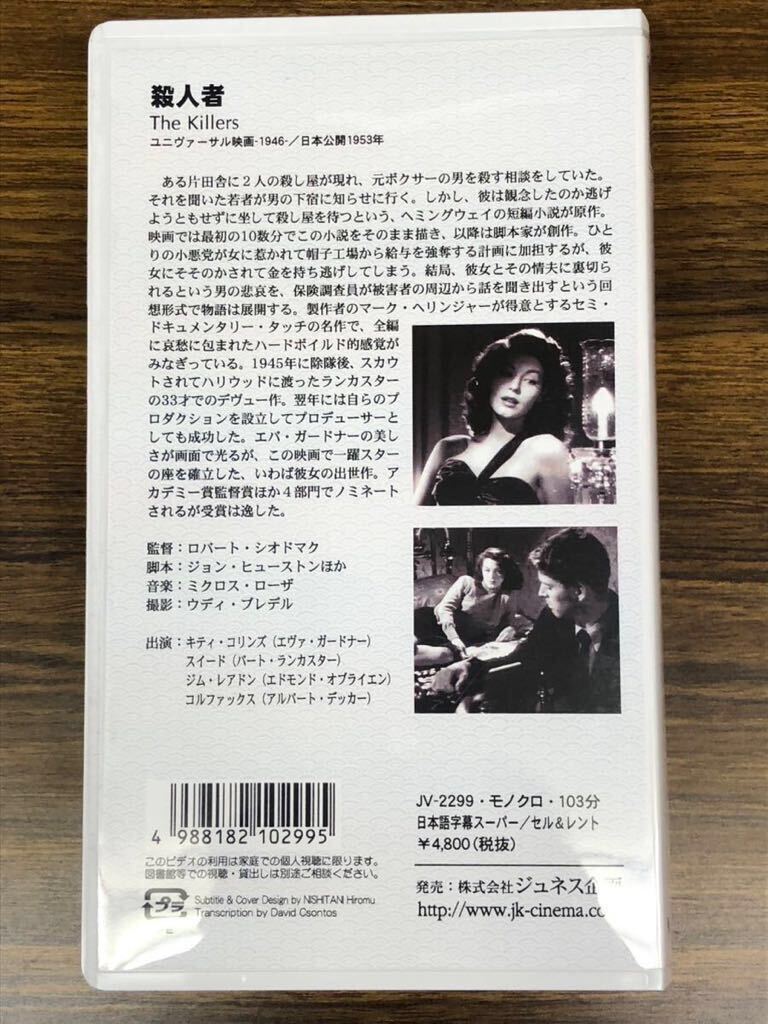 殺人者
The Killers
ユニヴァーサル映画-1946-／日本公開1953年
ある片田舎に２人の殺し屋が現れ、元ボクサーの男を殺す相談をしていた。
それを聞いた若者が男の下宿に知らせに行く。しかし、彼は観念したのか逃げ
ようともせずに坐して殺し屋を待つという、ヘミングウェイの短編小説が原作。
映画では最初の10数分でこの小説をそのまま描き、以降は脚本家が創作。ひと
りの小悪党が女に惹かれて帽子工場から給与を強奪する計画に加担するが、彼
女にそそのかされて金を持ち逃げしてしまう。結局、彼女とその情夫に裏切ら
れるという男の悲哀を、保険調査員が被害者の周辺から話を聞き出すという回
想形式で物語は展開する。製作者のマーク・ヘリンジャーが得意とするセミ・
ドキュメンタリー・タッチの名作で、全編
に哀愁に包まれたハードボイルド的感覚が
みなぎっている。1945年に除隊後、スカウ
トされてハリウッドに渡ったランカスター
の33才でのデヴュー作。翌年には自らのプ
ロダクションを設立してプロデューサーと
しても成功した。エバ・ガードナーの美し
さが画面で光るが、この映画で一躍スター
の座を確立した、いわば彼女の出世作。ア
カデミー賞監督賞ほか４部門でノミネート
されるが受賞は逸した。
監督：ロバート・シオドマク
脚本：ジョン・ヒューストンほか
音楽：ミクロス・ローザ
撮影：ウディ・ブレデル
出演：キティ・コリンズ（エヴァ・ガードナー）
スイード（バート・ランカスター）
ジム・レアドン（エドモンド・オブライエン）
コルファックス（アルバート・デッカー）
4 988182 102995
このビデオの利用は家庭での個人視聴に限ります。
図書館等での視聴・貸出しは別途ご相談ください。
プラ
Subtitle & Cover Design by NISHITANI Hiromu
Transcription by David Csontos
JV-2299・モノクロ・103分
日本語字幕スーパー／セル＆レント
￥4,800（税抜）
発売：株式会社ジュネス企画
http://www.jk-cinema.co